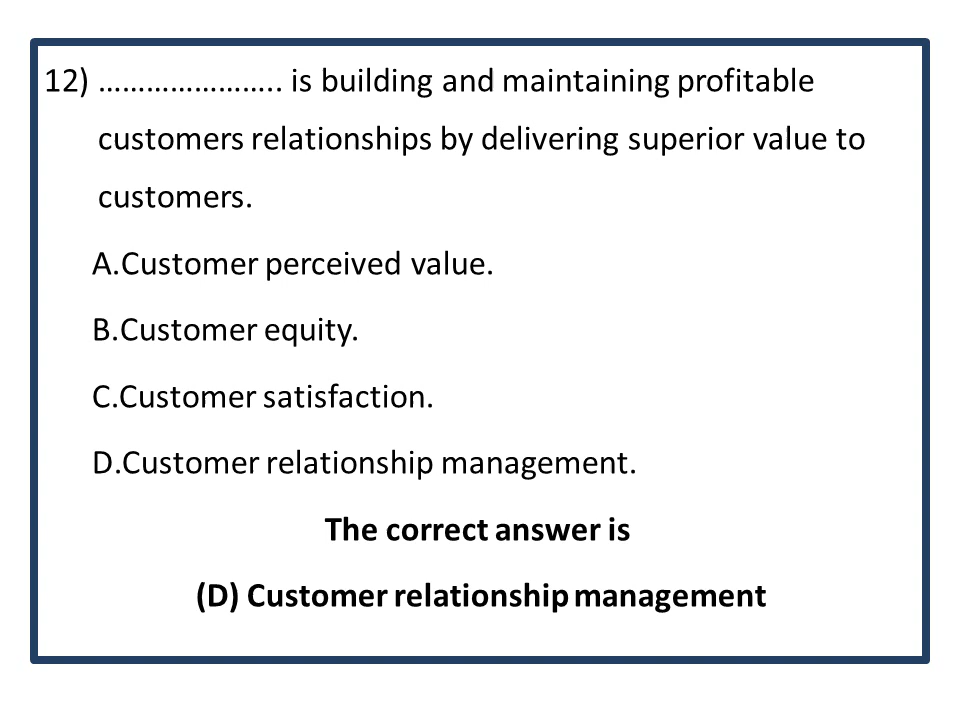 12) ………………….. is building and maintaining profitable
customers relationships by delivering superior value to
customers.
A.Customer perceived value.
B.Customer equity.
C.Customer satisfaction.
D.Customer relationship management.
The correct answer is
(D) Customer relationship management